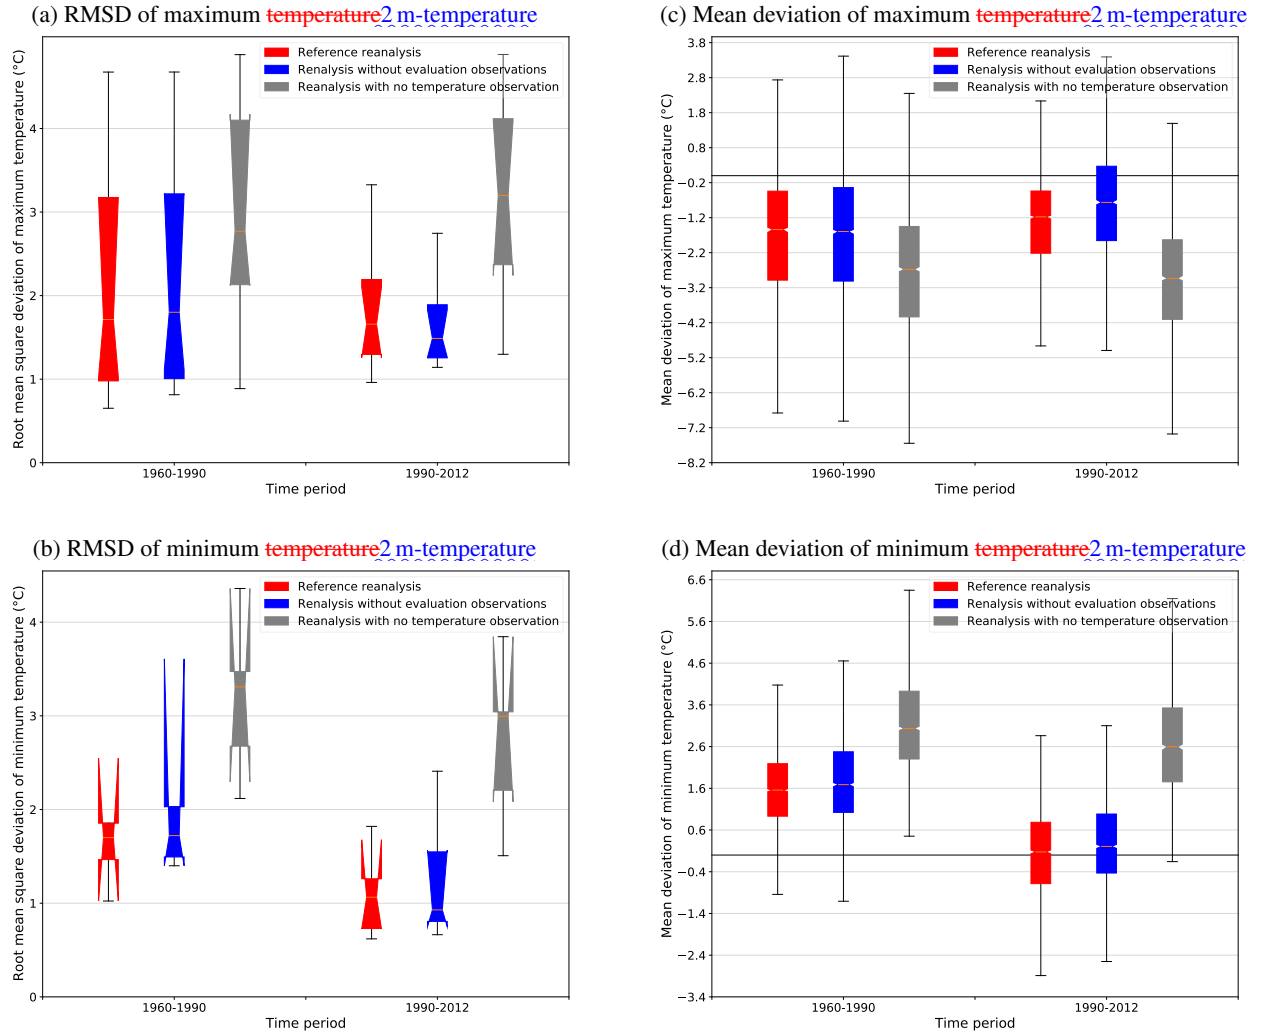 (a) RMSD of maximum temperature2 m-temperature
Reference reanalysis
Renalysis without evaluation observations
Reanalysis with no temperature observation
Root mean square deviation of maximum temperature (°C)
4
3
2
1
0
1960-1990
1990-2012
Time period
(c) Mean deviation of maximum temperature2 m-temperature
Reference reanalysis
Renalysis without evaluation observations
Reanalysis with no temperature observation
Mean deviation of maximum temperature (°C)
3.8
2.8
1.8
0.8
−0.2
−1.2
−2.2
−3.2
−4.2
−5.2
−6.2
−7.2
−8.2
1960-1990
1990-2012
Time period
(b) RMSD of minimum temperature2 m-temperature
Reference reanalysis
Renalysis without evaluation observations
Reanalysis with no temperature observation
Root mean square deviation of minimum temperature (°C)
4
3
2
1
0
1960-1990
1990-2012
Time period
(d) Mean deviation of minimum temperature2 m-temperature
Reference reanalysis
Renalysis without evaluation observations
Reanalysis with no temperature observation
Mean deviation of minimum temperature (°C)
6.6
5.6
4.6
3.6
2.6
1.6
0.6
−0.4
−1.4
−2.4
−3.4
1960-1990
1990-2012
Time period